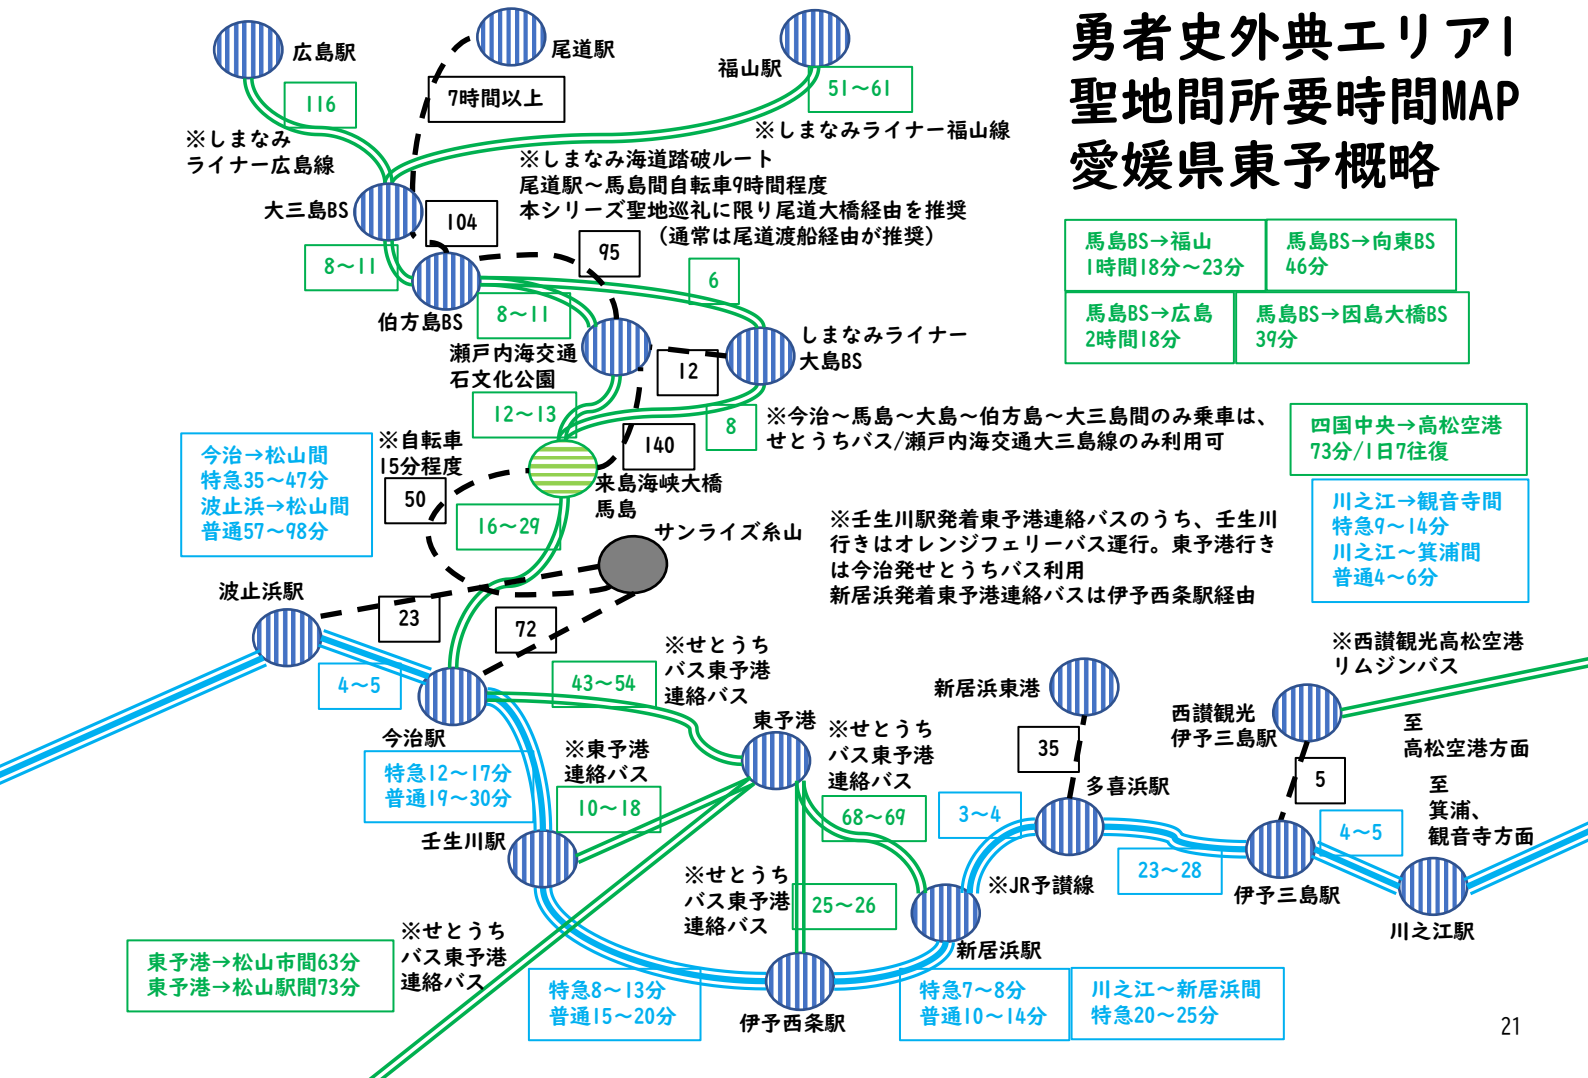 勇者史外典エリア1
聖地間所要時間MAP
愛媛県東予概略
広島駅
尾道駅
福山駅
116
7時間以上
51～61
※しまなみ
ライナー広島線
※しまなみライナー福山線
※しまなみ海道踏破ルート
尾道駅～馬島間自転車9時間程度
本シリーズ聖地巡礼に限り尾道大橋経由を推奨
（通常は尾道渡船経由が推奨）
大三島BS
104
95
8～11
6
伯方島BS
8～11
瀬戸内海交通
石文化公園
しまなみライナー
大島BS
12
12～13
8
140
馬島BS→福山
1時間18分～23分
馬島BS→向東BS
46分
馬島BS→広島
2時間18分
馬島BS→因島大橋BS
39分
※今治～馬島～大島～伯方島～大三島間のみ乗車は、
せとうちバス/瀬戸内海交通大三島線のみ利用可
四国中央→高松空港
73分/1日7往復
今治→松山間
特急35～47分
波止浜→松山間
普通57～98分
※自転車
15分程度
50
来島海峡大橋
馬島
16～29
サンライズ糸山
川之江→観音寺間
特急9～14分
川之江～箕浦間
普通4～6分
※壬生川駅発着東予港連絡バスのうち、壬生川
行きはオレンジフェリーバス運行。東予港行き
は今治発せとうちバス利用
新居浜発着東予港連絡バスは伊予西条駅経由
波止浜駅
23
72
4～5
今治駅
43～54
※せとうち
バス東予港
連絡バス
東予港
※せとうち
バス東予港
連絡バス
新居浜東港
35
多喜浜駅
西讃観光
伊予三島駅
※西讃観光高松空港
リムジンバス
至
高松空港方面
至
箕浦、
観音寺方面
5
特急12～17分
普通19～30分
※東予港
連絡バス
10～18
68～69
3～4
4～5
壬生川駅
※せとうち
バス東予港
連絡バス
25～26
※JR予讃線
23～28
伊予三島駅
川之江駅
東予港→松山市間63分
東予港→松山駅間73分
※せとうち
バス東予港
連絡バス
新居浜駅
特急8～13分
普通15～20分
伊予西条駅
特急7～8分
普通10～14分
川之江～新居浜間
特急20～25分
21